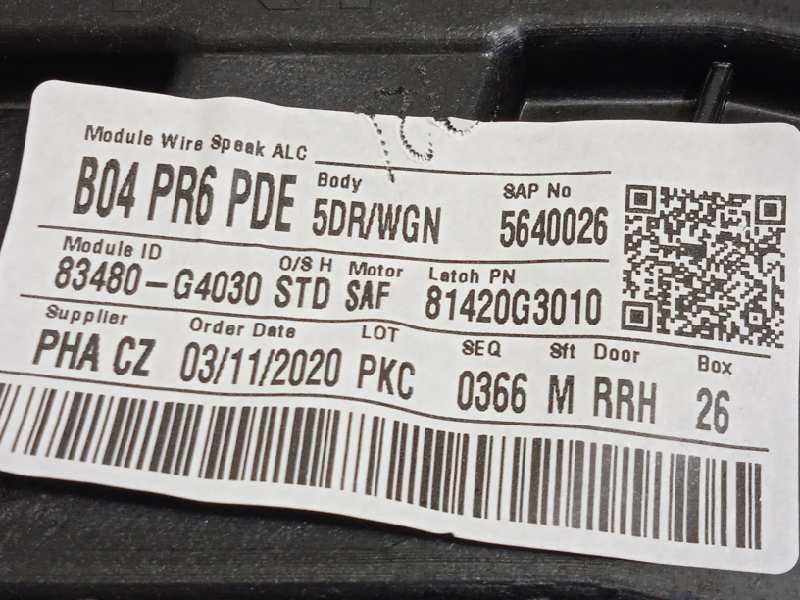 Module Wire Speak ALC
B04 PR6 PDE
Body
5DR/WGN
SAP No
5640026
Module ID
83480-G4030
O/S H
STD
Motor
SAF
Latch PN
81420G3010
Supplier
PHA CZ
Order Date
03/11/2020
LOT
PKC
SEQ
0366
Sft
M
Door
RRH
Box
26